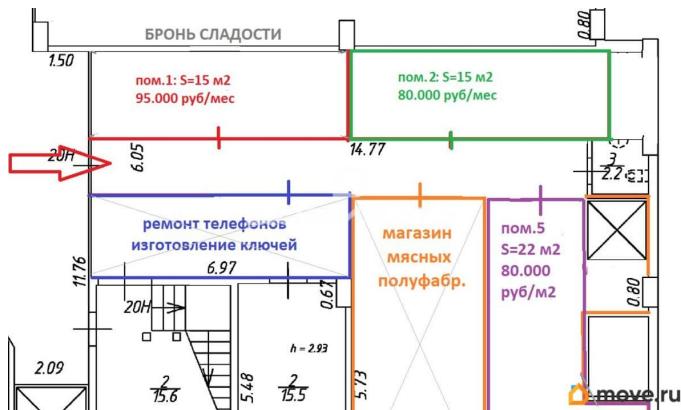 БРОНЬ СЛАДОСТИ
0.80
1.50
пом.1: S=15 м2
95.000 руб/мес
пом.2: S=15 м2
80.000 руб/мес
20Н
6.05
14.77
3
2.2
ремонт телефонов
изготовление ключей
6.97
магазин
мясных
полуфабр.
пом.5
S=22 м2
80.000
руб/м2
11.76
0.67
0.80
20Н
h = 2.93
2.09
2
15.6
5.48
2
15.5
5.73
move.ru